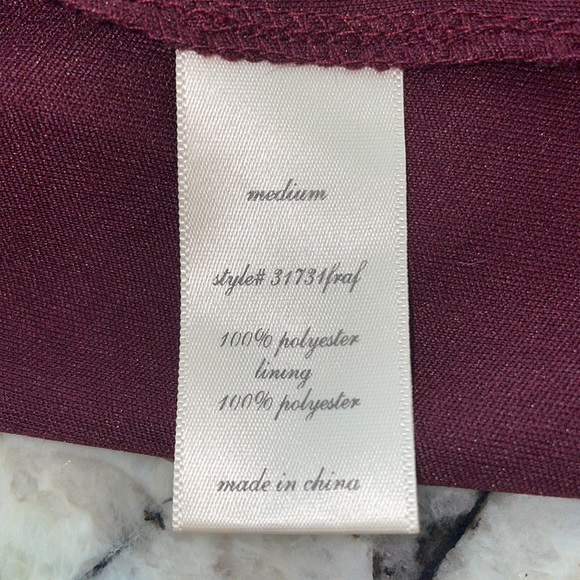 medium
style# 31731fraf
100% polyester
lining
100% polyester
made in china